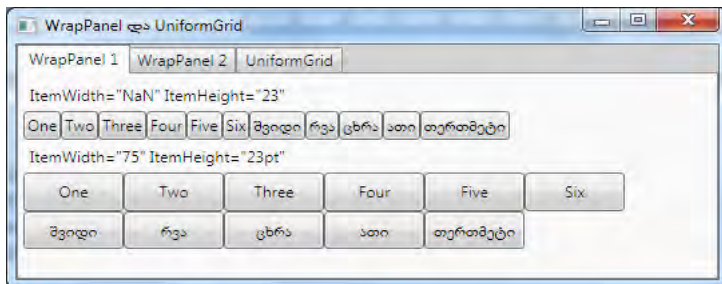 WrapPanel და UniformGrid
WrapPanel 1 WrapPanel 2 UniformGrid
ItemWidth="NaN" ItemHeight="23"
One Two Three Four Five Six შვიდი რვა ცხრა ათი თერთმეტი
ItemWidth="75" ItemHeight="23pt"
One Two Three Four Five Six
შვიდი რვა ცხრა ათი თერთმეტი